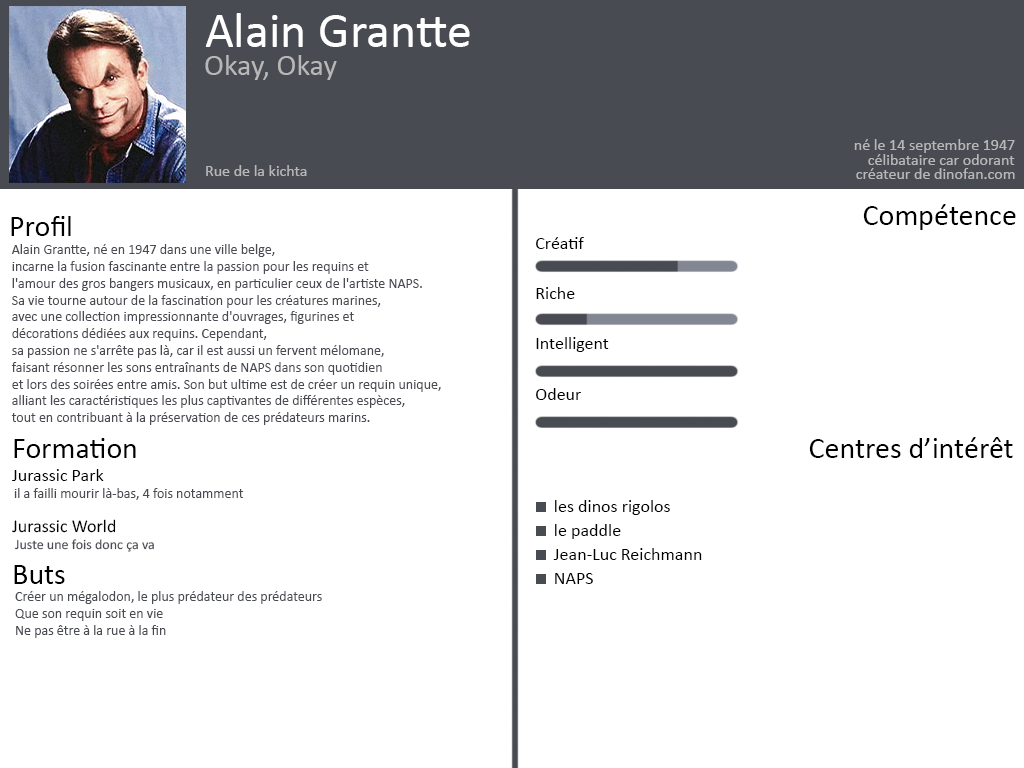 Alain Grantte
Okay, Okay
Rue de la kichta
né le 14 septembre 1947
célibataire car odorant
créateur de dinofan.com
Profil
Alain Grantte, né en 1947 dans une ville belge,
incarne la fusion fascinante entre la passion pour les requins et
l'amour des gros bangers musicaux, en particulier ceux de l'artiste NAPS.
Sa vie tourne autour de la fascination pour les créatures marines,
avec une collection impressionnante d'ouvrages, figurines et
décorations dédiées aux requins. Cependant,
sa passion ne s'arrête pas là, car il est aussi un fervent mélomane,
faisant résonner les sons entraînants de NAPS dans son quotidien
et lors des soirées entre amis. Son but ultime est de créer un requin unique,
alliant les caractéristiques les plus captivantes de différentes espèces,
tout en contribuant à la préservation de ces prédateurs marins.
Formation
Jurassic Park
il a failli mourir là-bas, 4 fois notamment
Jurassic World
Juste une fois donc ça va
Buts
Créer un mégalodon, le plus prédateur des prédateurs
Que son requin soit en vie
Ne pas être à la rue à la fin
Compétence
Créatif
Riche
Intelligent
Odeur
Centres d’intérêt
les dinos rigolos
le paddle
Jean-Luc Reichmann
NAPS